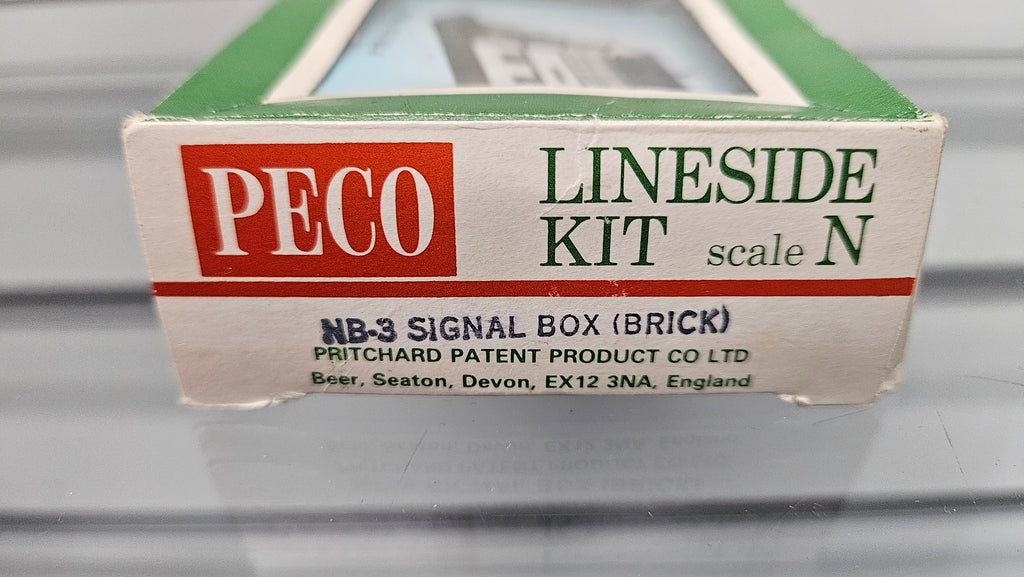 PECO
LINESIDE
KIT scale N
NB-3 SIGNAL BOX (BRICK)
PRITCHARD PATENT PRODUCT CO LTD
Beer, Seaton, Devon, EX12 3NA, England